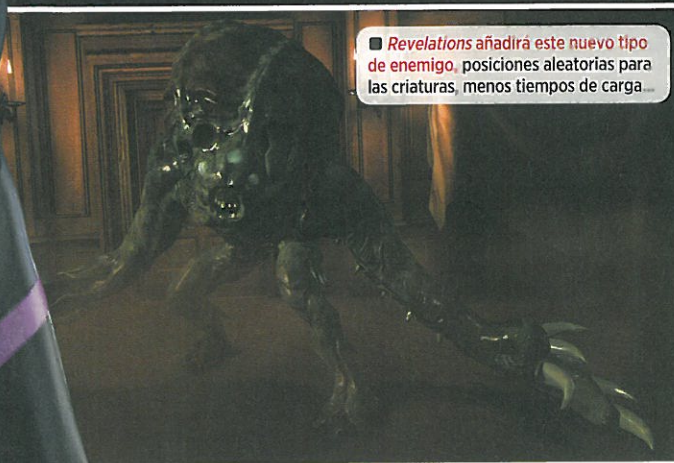 ■ Revelations añadirá este nuevo tipo
de enemigo, posiciones aleatorias para
las criaturas, menos tiempos de carga...